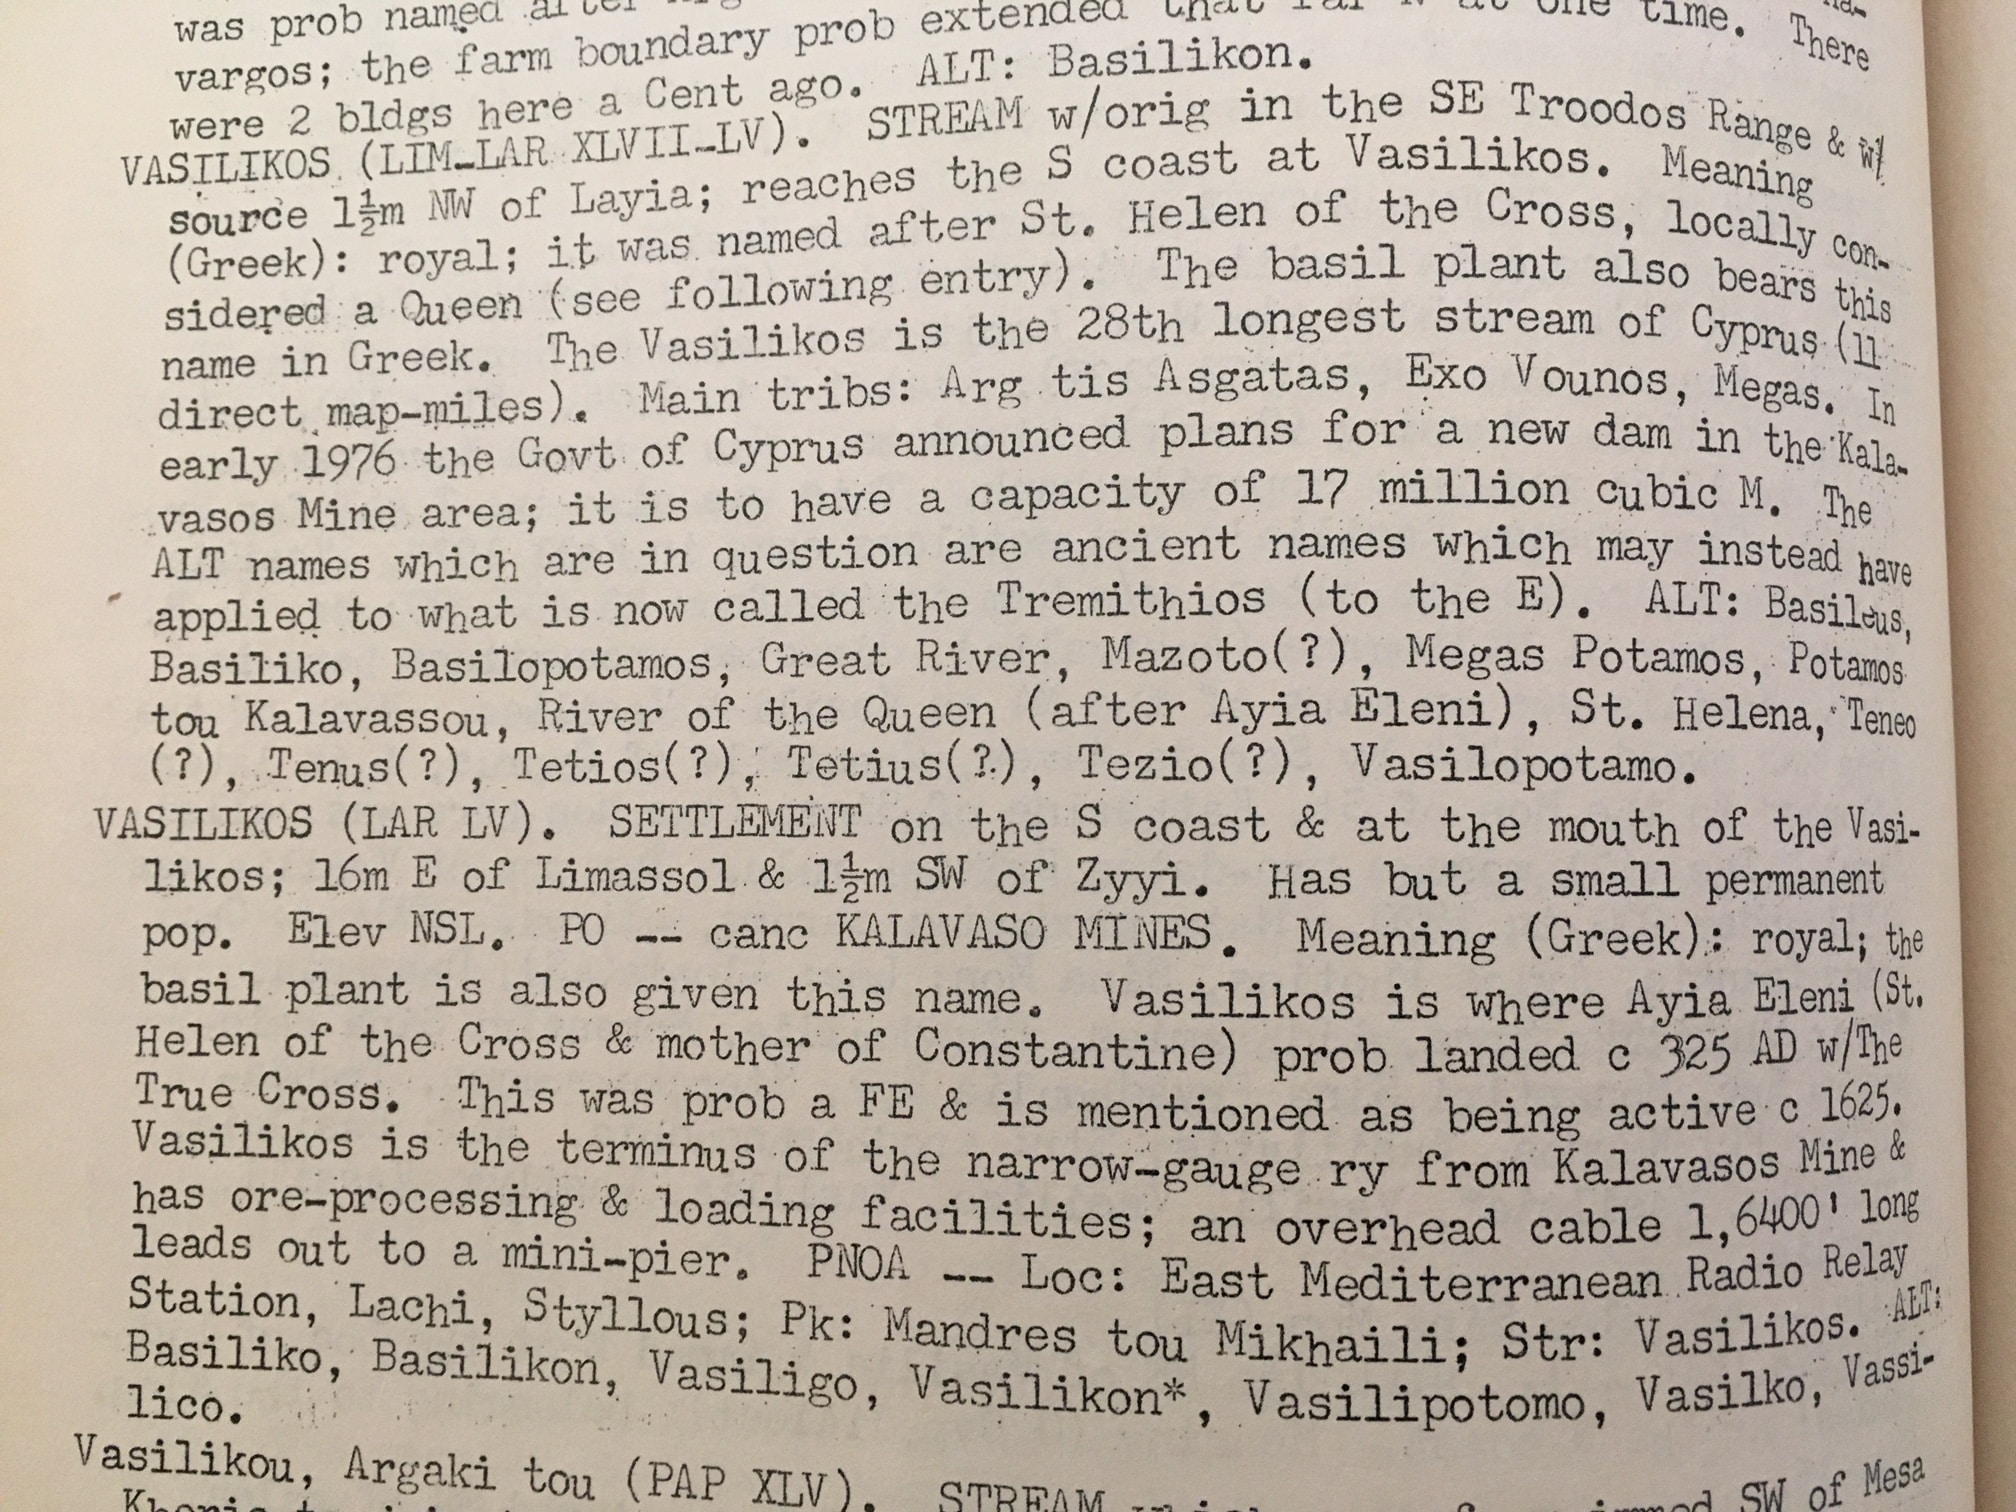 was prob named after
vargos; the farm boundary prob extended that far N at one time. There
were 2 bldgs here a Cent ago. ALT: Basilikon.
VASILIKOS (LIM-LAR XLVII-LV). STREAM w/orig in the SE Troodos Range & w/
source 1½m NW of Layia; reaches the S coast at Vasilikos. Meaning
(Greek): royal; it was named after St. Helen of the Cross, locally con-
sidered a Queen (see following entry). The basil plant also bears this
name in Greek. The Vasilikos is the 28th longest stream of Cyprus (11
direct map-miles). Main tribs: Arg tis Asgatas, Exo Vounos, Megas. In
early 1976 the Govt of Cyprus announced plans for a new dam in the Kala-
vasos Mine area; it is to have a capacity of 17 million cubic M. The
ALT names which are in question are ancient names which may instead have
applied to what is now called the Tremithios (to the E). ALT: Basileus,
Basiliko, Basilopotamos, Great River, Mazoto(?), Megas Potamos, Potamos
tou Kalavassou, River of the Queen (after Ayia Eleni), St. Helena, Teneo
(?), Tenus(?), Tetios(?), Tetius(?), Tezio(?), Vasilopotamo.
VASILIKOS (LAR LV). SETTLEMENT on the S coast & at the mouth of the Vasi-
likos; 16m E of Limassol & 1½m SW of Zyyi. Has but a small permanent
pop. Elev NSL. PO -- canc KALAVASO MINES. Meaning (Greek): royal; the
basil plant is also given this name. Vasilikos is where Ayia Eleni (St.
Helen of the Cross & mother of Constantine) prob landed c 325 AD w/The
True Cross. This was prob a FE & is mentioned as being active c 1625.
Vasilikos is the terminus of the narrow-gauge ry from Kalavasos Mine &
has ore-processing & loading facilities; an overhead cable 1,6400' long
leads out to a mini-pier. PNOA -- Loc: East Mediterranean Radio Relay
Station, Lachi, Styllous; Pk: Mandres tou Mikhaili; Str: Vasilikos. ALT:
Basiliko, Basilikon, Vasiligo, Vasilikon*, Vasilipotomo, Vasilko, Vassi-
lico.
Vasilikou, Argaki tou (PAP XLV). STREAM SW of Mesa